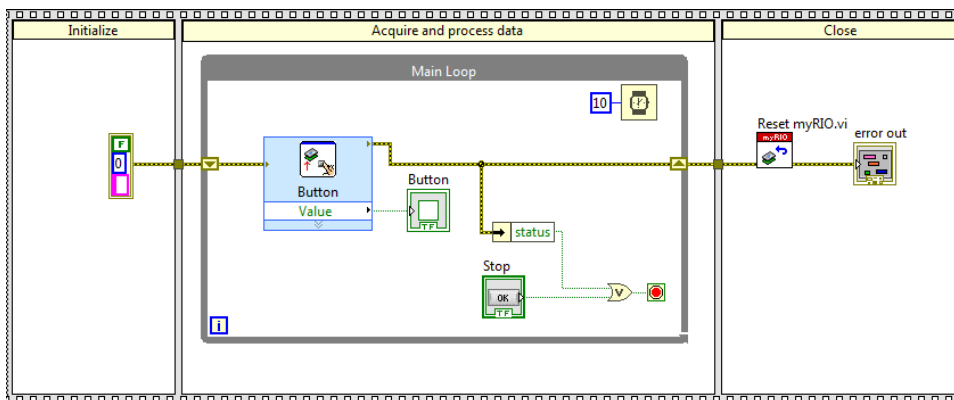 Initialize
Acquire and process data
Close
Main Loop
10
Reset myRIO.vi
myRIO
error out
F
0
Button
Value
Button
TF
status
Stop
OK
TF
V
i